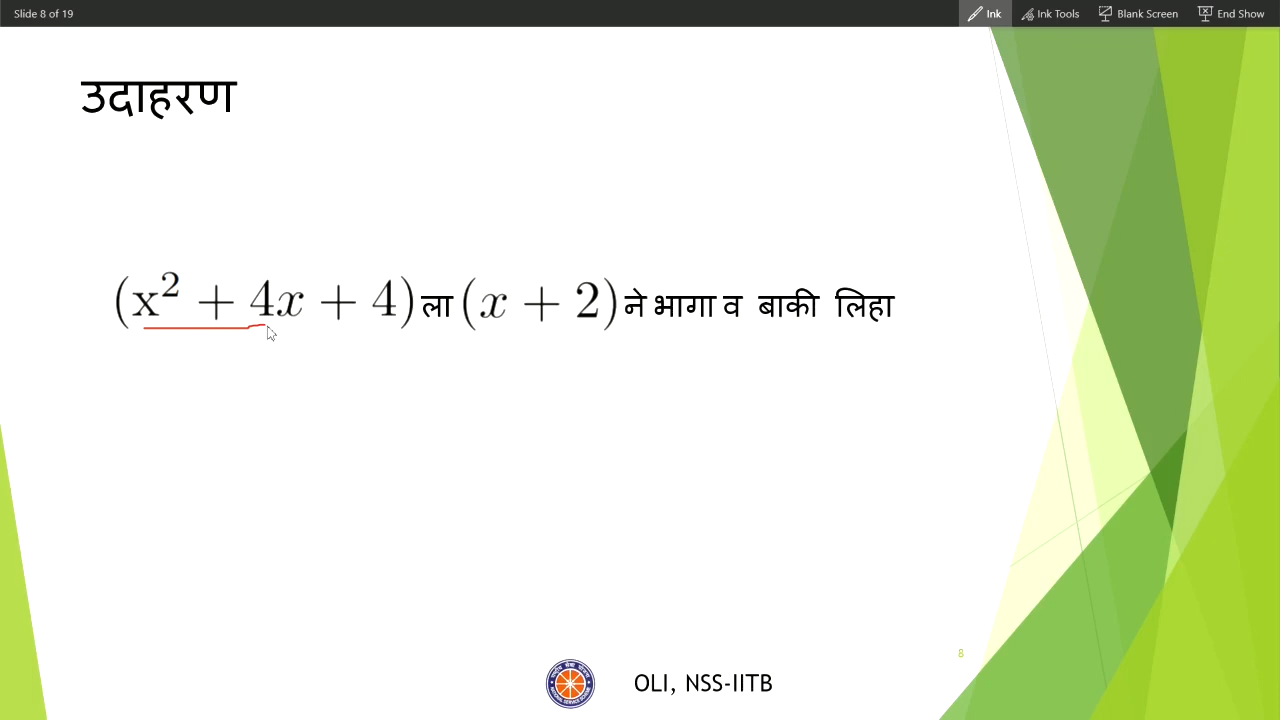 Slide 8 of 19
Ink
Ink Tools
Blank Screen
End Show
उदाहरण
(x² + 4x + 4) ला (x + 2) ने भागा व बाकी लिहा
8
OLI, NSS-IITB